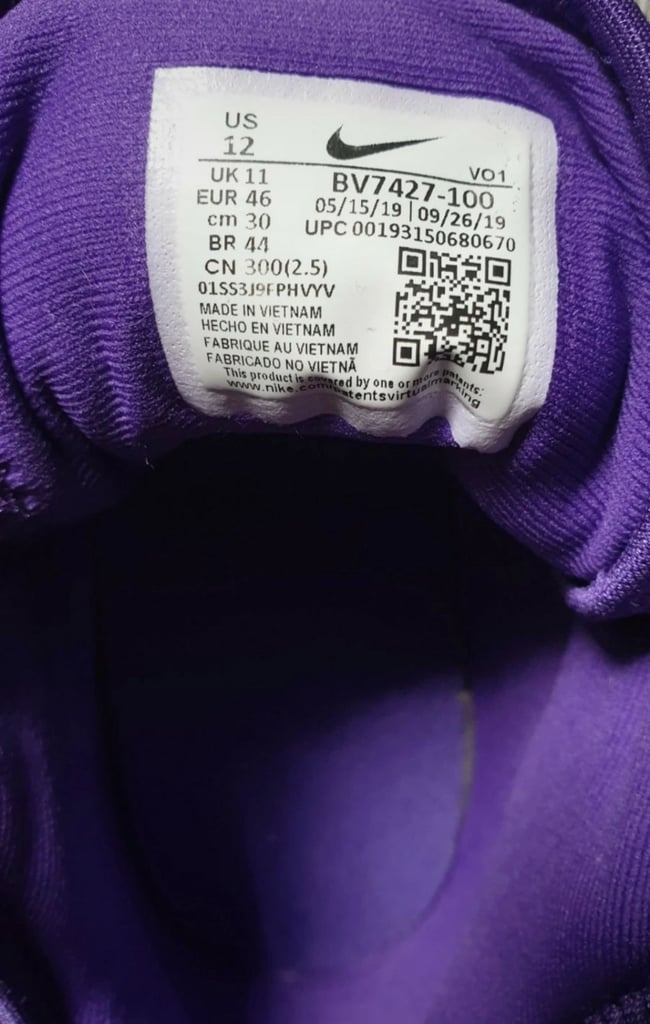 US
12
VO1
UK 11
BV7427-100
EUR 46
05/15/19 | 09/26/19
cm 30
UPC 00193150680670
BR 44
CN 300(2.5)
01SS3J9FPHVYV
MADE IN VIETNAM
HECHO EN VIETNAM
FABRIQUE AU VIETNAM
FABRICADO NO VIETNÃ
This product is covered by one or more patents:
www.nike.com/patentsvirtualmarking